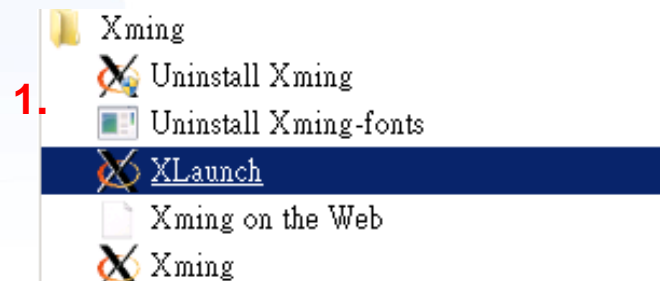 Xming
Uninstall Xming
1.
Uninstall Xming-fonts
XLaunch
Xming on the Web
Xming